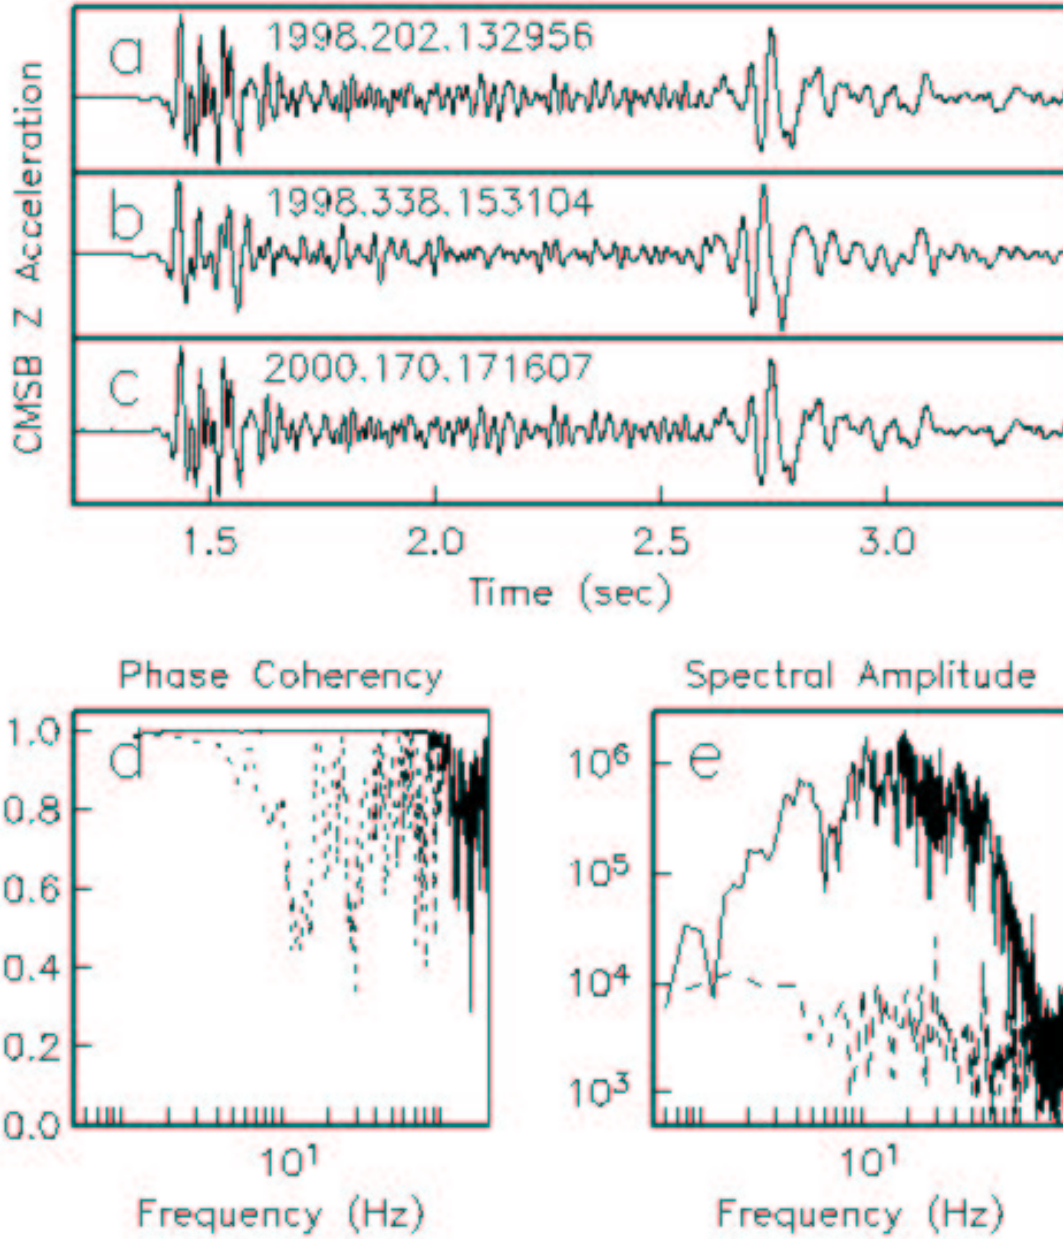 a
1998.202.132956
b
1998.338.153104
c
2000.170.171607
CMSB Z Acceleration
1.5 2.0 2.5 3.0
Time (sec)
Phase Coherency
d
1.0
0.8
0.6
0.4
0.2
0.0
10¹
Frequency (Hz)
Spectral Amplitude
e
10⁶
10⁵
10⁴
10³
10¹
Frequency (Hz)